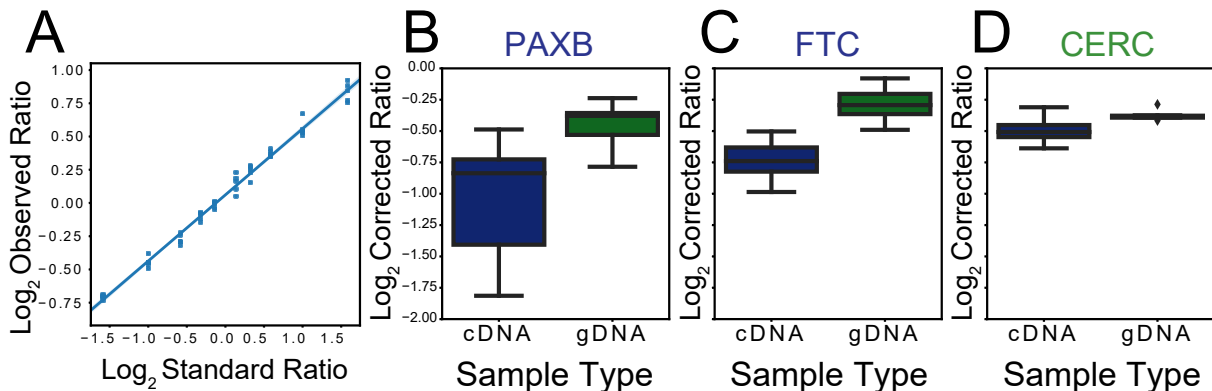 A
Log2 Observed Ratio
1.00
0.75
0.50
0.25
0.00
−0.25
−0.50
−0.75
−1.5 −1.0 −0.5 0.0 0.5 1.0 1.5
Log2 Standard Ratio
B
PAXB
Log2 Corrected Ratio
0.00
−0.25
−0.50
−0.75
−1.00
−1.25
−1.50
−1.75
−2.00
cDNA gDNA
Sample Type
C
FTC
Log2 Corrected Ratio
cDNA gDNA
Sample Type
D
CERC
Log2 Corrected Ratio
cDNA gDNA
Sample Type